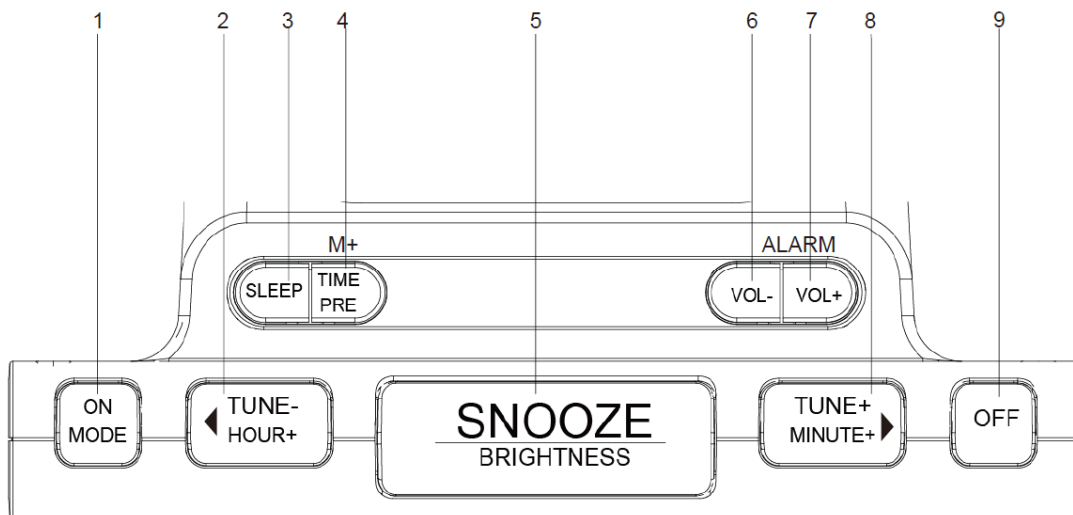 1 2 3 4 5 6 7 8 9
M+ ALARM
SLEEP
TIME
PRE
VOL-
VOL+
ON
MODE
TUNE-
HOUR+
SNOOZE
BRIGHTNESS
TUNE+
MINUTE+
OFF